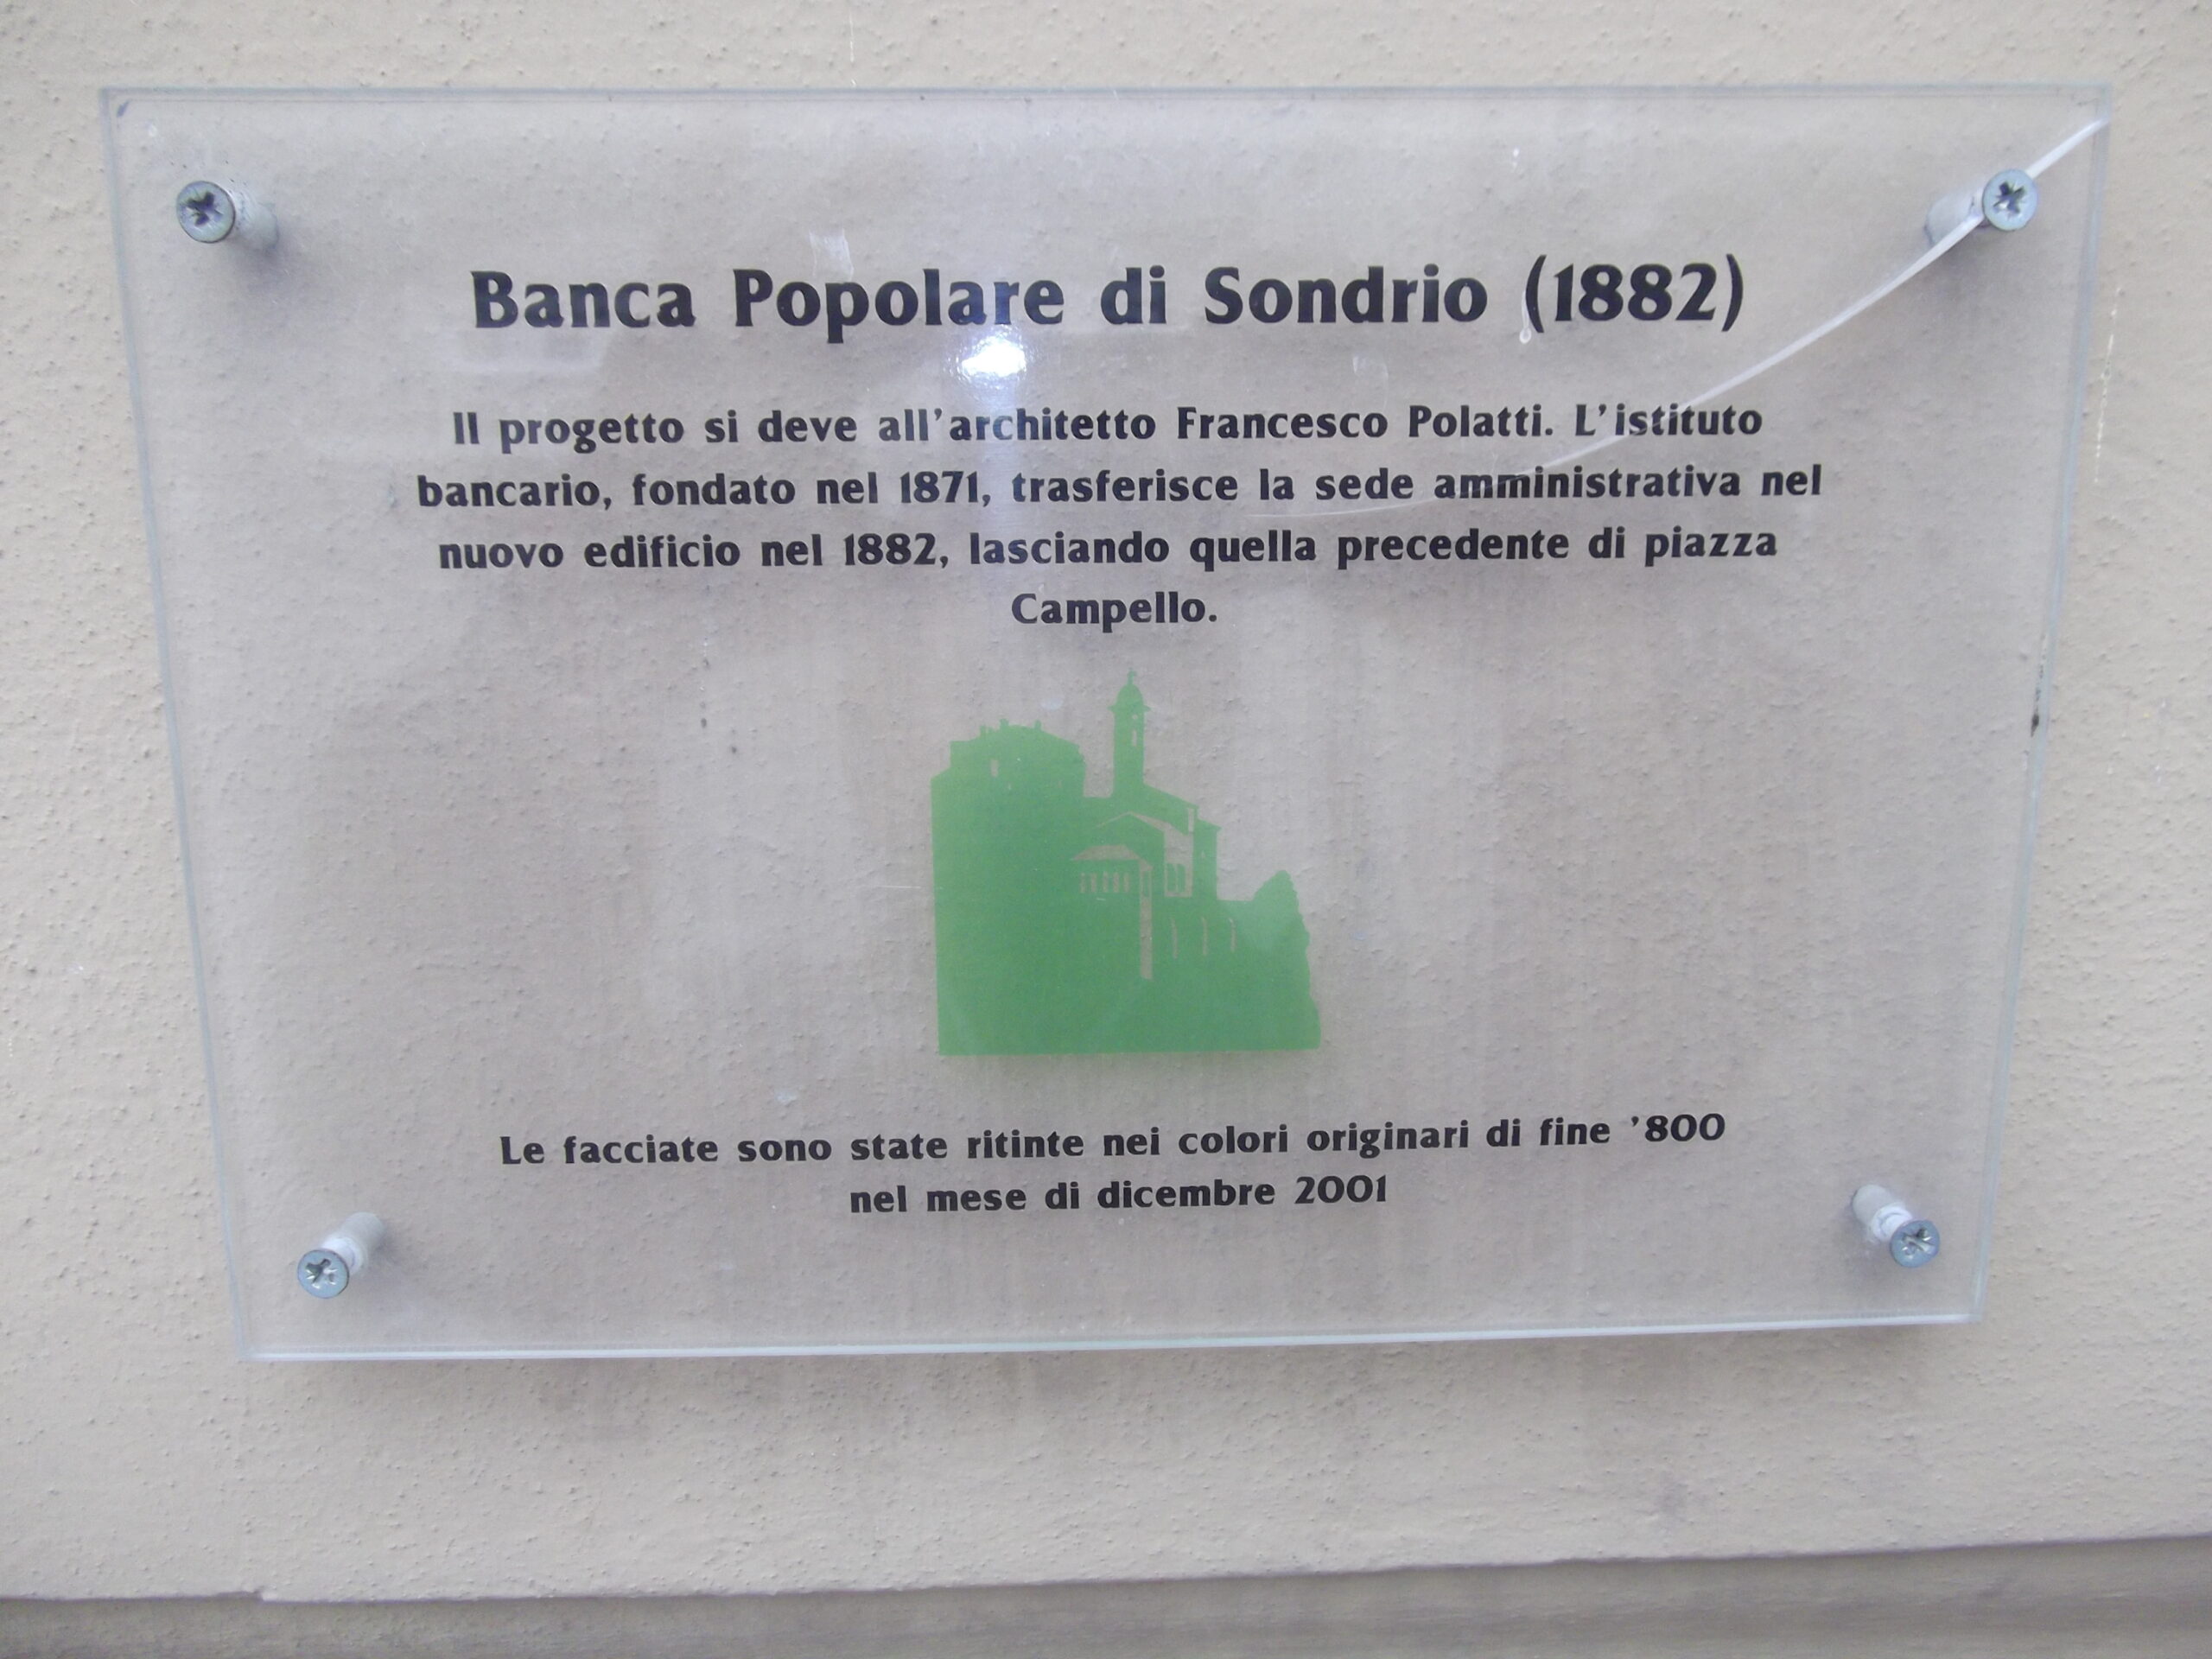 Banca Popolare di Sondrio (1882)
Il progetto si deve all'architetto Francesco Polatti. L'istituto
bancario, fondato nel 1871, trasferisce la sede amministrativa nel
nuovo edificio nel 1882, lasciando quella precedente di piazza
Campello.
Le facciate sono state ritinte nei colori originari di fine '800
nel mese di dicembre 2001